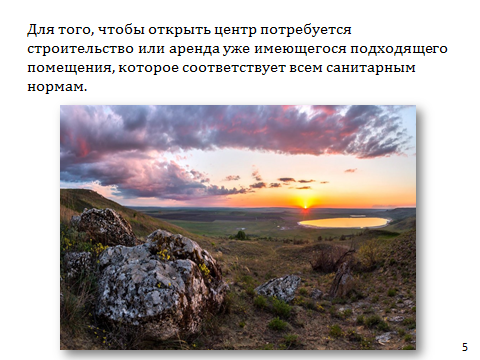 Для того, чтобы открыть центр потребуется
строительство или аренда уже имеющегося подходящего
помещения, которое соответствует всем санитарным
нормам.
5